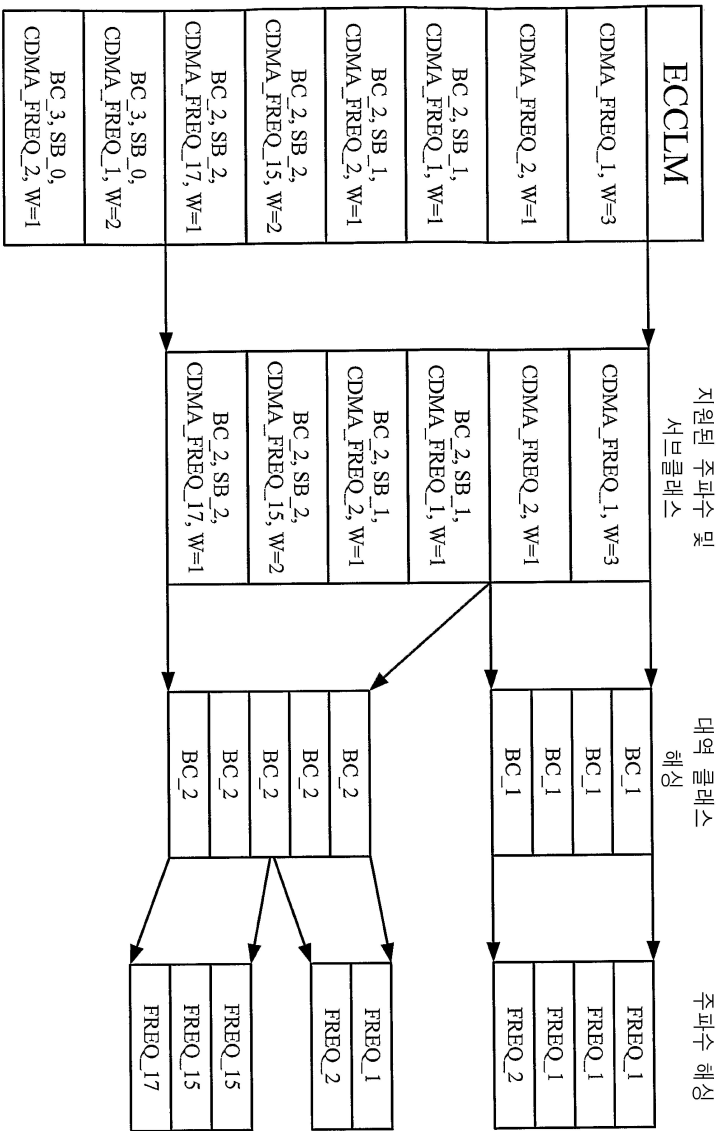 ECCLM
CDMA_FREQ_1, W=3
CDMA_FREQ_2, W=1
BC_2, SB_1,
CDMA_FREQ_1, W=1
BC_2, SB_1,
CDMA_FREQ_2, W=1
BC_2, SB_2,
CDMA_FREQ_15, W=2
BC_2, SB_2,
CDMA_FREQ_17, W=1
BC_3, SB_0,
CDMA_FREQ_1, W=2
BC_3, SB_0,
CDMA_FREQ_2, W=1
지원된 주파수 및
서브클래스
CDMA_FREQ_1, W=3
CDMA_FREQ_2, W=1
BC_2, SB_1,
CDMA_FREQ_1, W=1
BC_2, SB_1,
CDMA_FREQ_2, W=1
BC_2, SB_2,
CDMA_FREQ_15, W=2
BC_2, SB_2,
CDMA_FREQ_17, W=1
대역 클래스
해싱
BC_1
BC_1
BC_1
BC_1
BC_2
BC_2
BC_2
BC_2
BC_2
주파수 해싱
FREQ_1
FREQ_1
FREQ_1
FREQ_2
FREQ_1
FREQ_2
FREQ_15
FREQ_15
FREQ_17